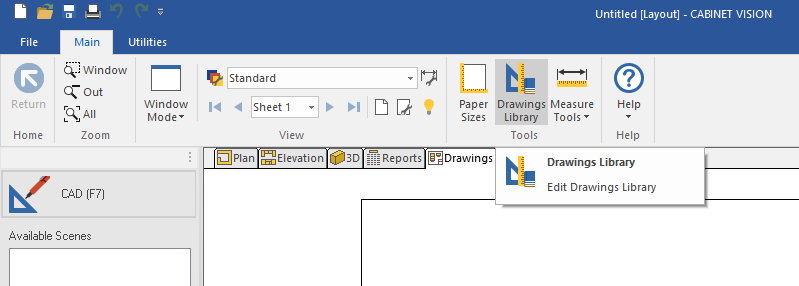 Untitled [Layout] - CABINET VISION
File Main Utilities
Return
Window
Out
All
Home
Zoom
Window Mode
Standard
Sheet 1
View
Paper Sizes
Drawings Library
Measure Tools
Tools
Help
Help
Plan Elevation 3D Reports Drawings
Drawings Library
Edit Drawings Library
CAD (F7)
Available Scenes